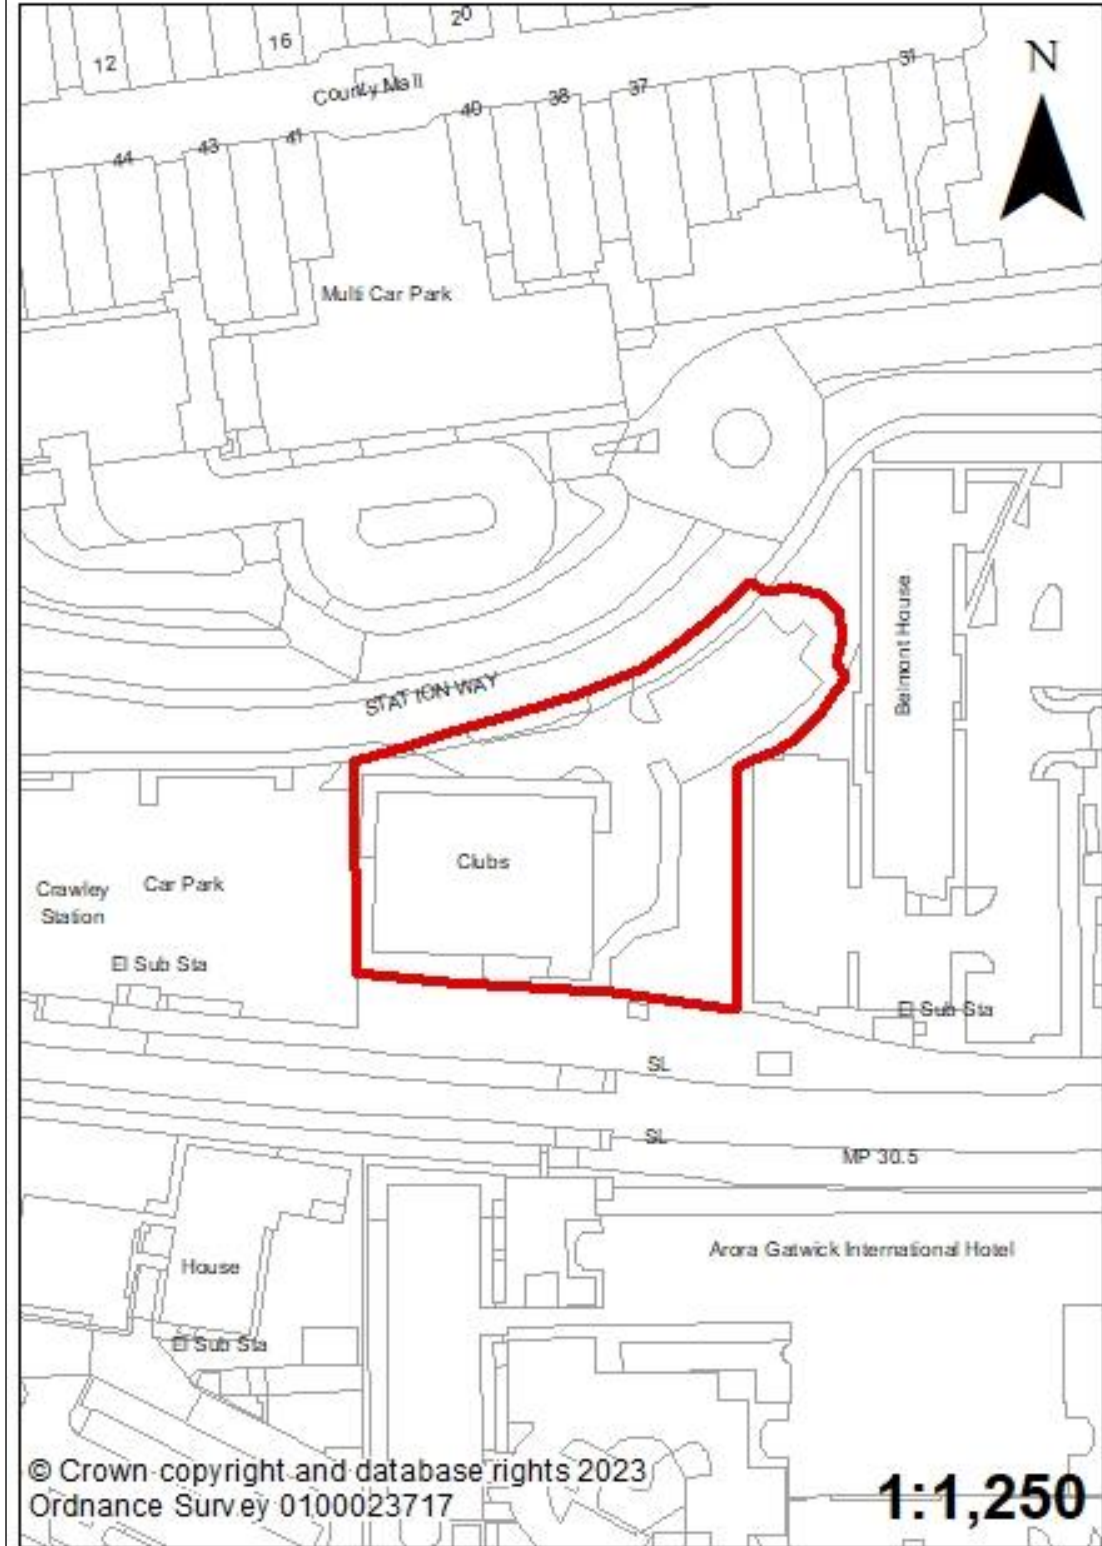 20
16
12
N
County Mall
31
37
38
40
41
43
44
Multi Car Park
Belmont House
STATION WAY
Clubs
Crawley
Station
Car Park
El Sub Sta
El Sub Sta
SL
SL
MP 30.5
Arora Gatwick International Hotel
House
El Sub Sta
© Crown copyright and database rights 2023
Ordnance Survey 0100023717
1:1,250